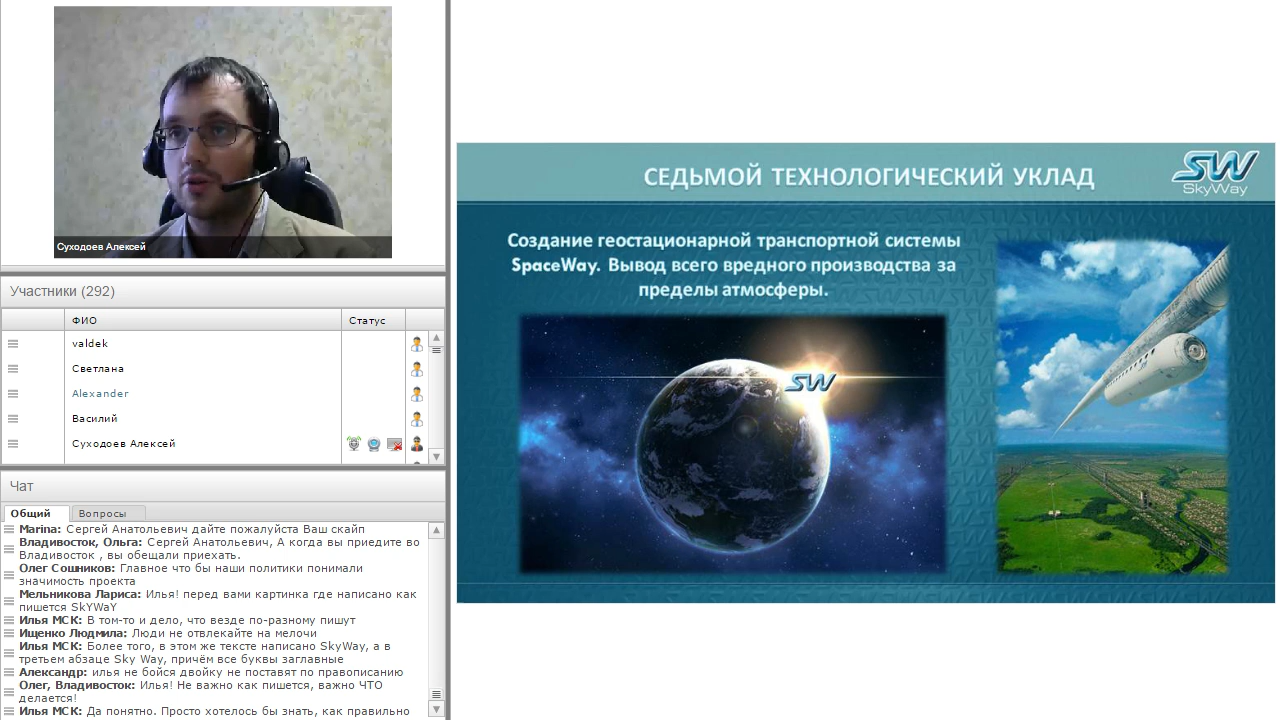 Суходоев Алексей
Участники (292)
ФИО
Статус
valdek
Светлана
Alexander
Василий
Суходоев Алексей
Чат
Общий
Вопросы
Marina: Сергей Анатольевич дайте пожалуйста Ваш скайп
Владивосток, Ольга: Сергей Анатольевич, А когда вы приедите во
Владивосток , вы обещали приехать.
Олег Сошников: Главное что бы наши политики понимали
значимость проекта
Мельникова Лариса: Илья! перед вами картинка где написано как
пишется SkYWaY
Илья МСК: В том-то и дело, что везде по-разному пишут
Ищенко Людмила: Люди не отвлекайте на мелочи
Илья МСК: Более того, в этом же тексте написано SkyWay, а в
третьем абзаце Sky Way, причём все буквы заглавные
Александр: илья не бойся двойку не поставят по правописанию
Олег, Владивосток: Илья! Не важно как пишется, важно ЧТО
делается!
Илья МСК: Да понятно. Просто хотелось бы знать, как правильно
СЕДЬМОЙ ТЕХНОЛОГИЧЕСКИЙ УКЛАД
SW
SkyWay
Создание геостационарной транспортной системы
SpaceWay. Вывод всего вредного производства за
пределы атмосферы.
SW